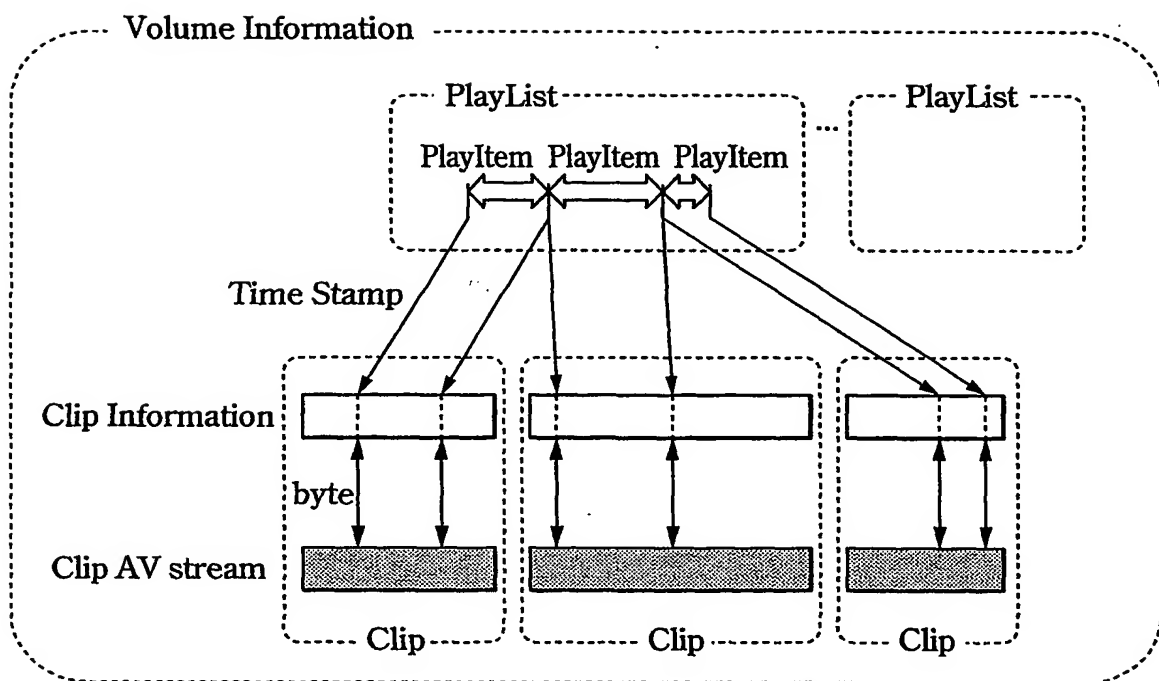 Volume Information
PlayList PlayList
...
PlayItem PlayItem PlayItem
Time Stamp
Clip Information
byte
Clip AV stream
Clip Clip Clip